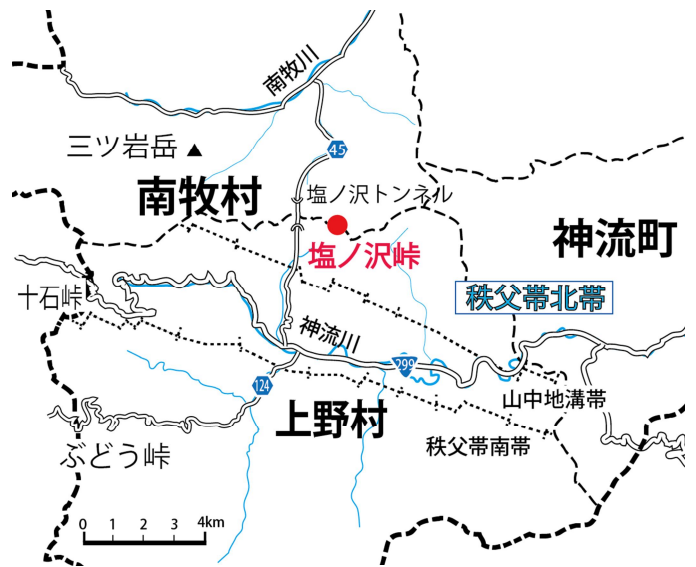 南牧川
45
三ツ岩岳
南牧村
塩ノ沢トンネル
塩ノ沢峠
神流町
秩父帯北帯
十石峠
神流川
299
124
山中地溝帯
上野村
秩父帯南帯
ぶどう峠
0 1 2 3 4km